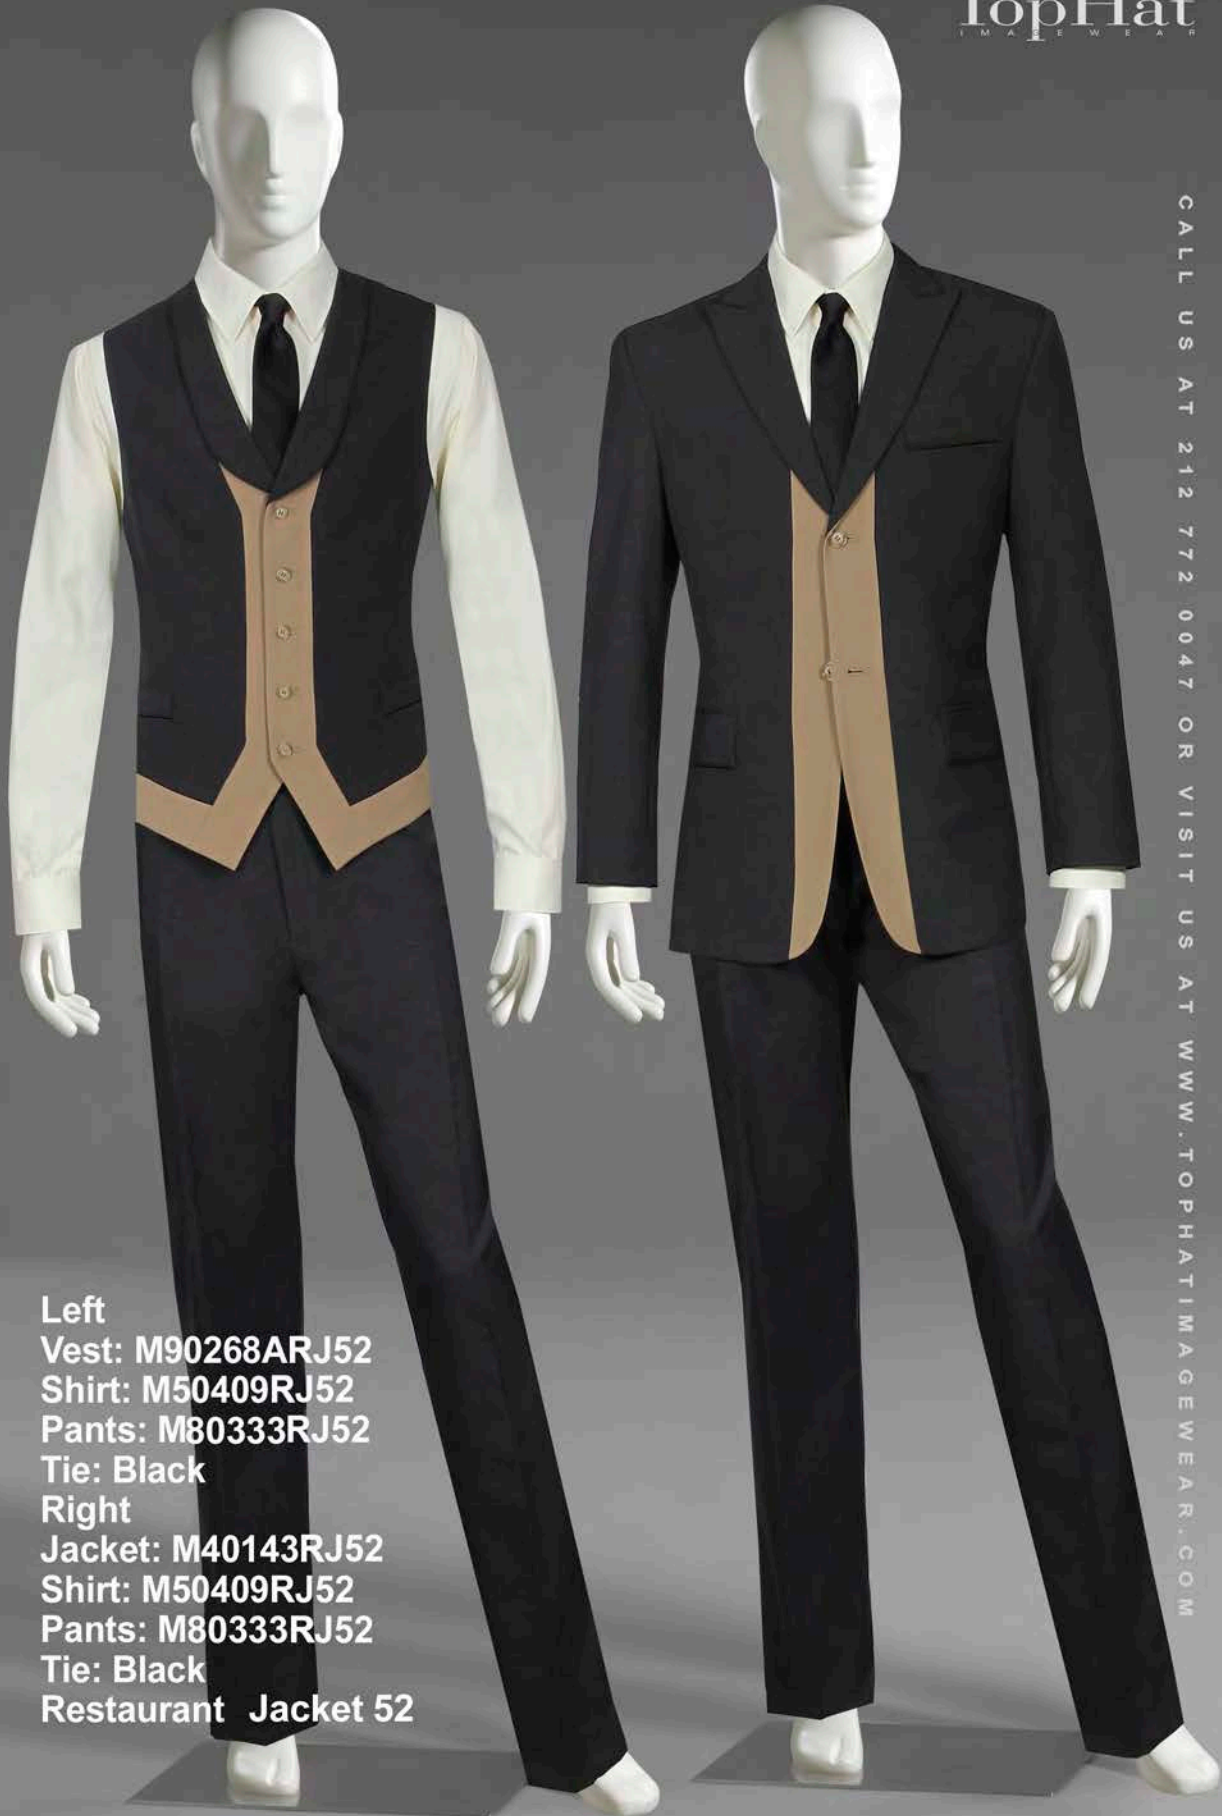 TopHat
IMAGEWEAR
CALL US AT 212 772 0047 OR VISIT US AT WWW.TOPHATIMAGEWEAR.COM
Left
Vest: M90268ARJ52
Shirt: M50409RJ52
Pants: M80333RJ52
Tie: Black
Right
Jacket: M40143RJ52
Shirt: M50409RJ52
Pants: M80333RJ52
Tie: Black
Restaurant Jacket 52